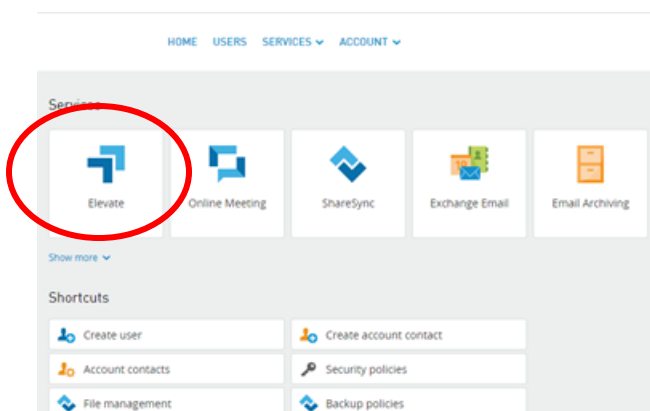 HOME USERS SERVICES ACCOUNT
Services
Elevate Online Meeting ShareSync Exchange Email Email Archiving
Show more
Shortcuts
Create user Create account contact
Account contacts Security policies
File management Backup policies